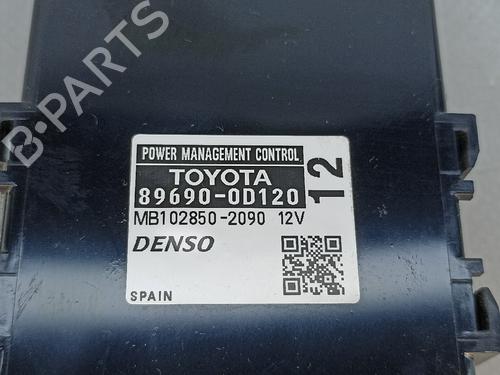 B-PARTS
POWER MANAGEMENT CONTROL
TOYOTA
89690-0D120
12
MB102850-2090 12V
DENSO
SPAIN